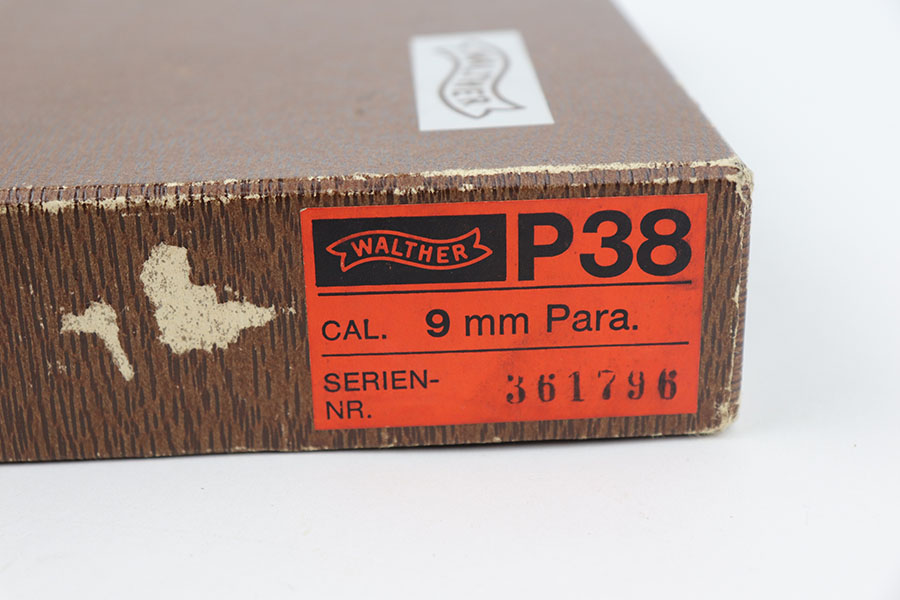 WALTHER
WALTHER P38
CAL. 9 mm Para.
SERIEN-
NR. 361796